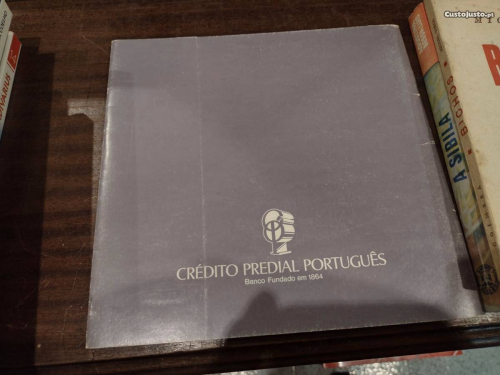 CustoJusto.pt
CRÉDITO PREDIAL PORTUGUÊS
Banco Fundado em 1864
A SIBILA
BICHOS